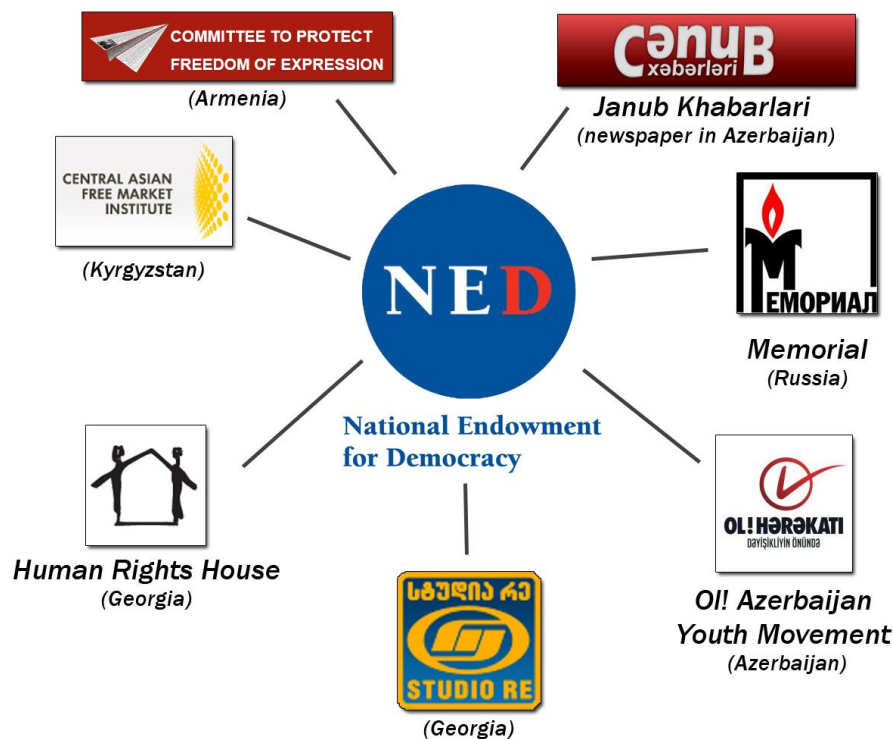 COMMITTEE TO PROTECT
FREEDOM OF EXPRESSION
(Armenia)
CənuB
xəbərləri
Janub Khabarlari
(newspaper in Azerbaijan)
CENTRAL ASIAN
FREE MARKET
INSTITUTE
(Kyrgyzstan)
NED
National Endowment
for Democracy
МЕМОРИАЛ
Memorial
(Russia)
Human Rights House
(Georgia)
სტუდია რე
STUDIO RE
(Georgia)
OL! HƏRƏKATI
DƏYİŞİKLİYİN ÖNÜNDƏ
Ol! Azerbaijan
Youth Movement
(Azerbaijan)